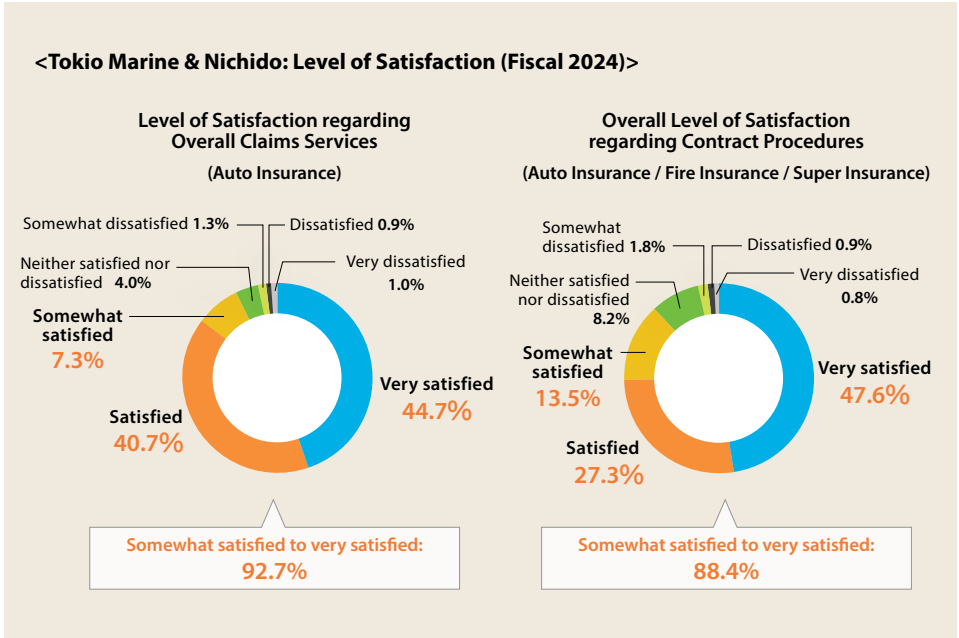 <Tokio Marine & Nichido: Level of Satisfaction (Fiscal 2024)>
Level of Satisfaction regarding
Overall Claims Services
(Auto Insurance)
Somewhat dissatisfied 1.3%
Dissatisfied 0.9%
Neither satisfied nor
dissatisfied 4.0%
Very dissatisfied
1.0%
Somewhat
satisfied
7.3%
Very satisfied
44.7%
Satisfied
40.7%
Somewhat satisfied to very satisfied:
92.7%
Overall Level of Satisfaction
regarding Contract Procedures
(Auto Insurance / Fire Insurance / Super Insurance)
Somewhat
dissatisfied 1.8%
Dissatisfied 0.9%
Neither satisfied
nor dissatisfied
8.2%
Very dissatisfied
0.8%
Somewhat
satisfied
13.5%
Very satisfied
47.6%
Satisfied
27.3%
Somewhat satisfied to very satisfied:
88.4%